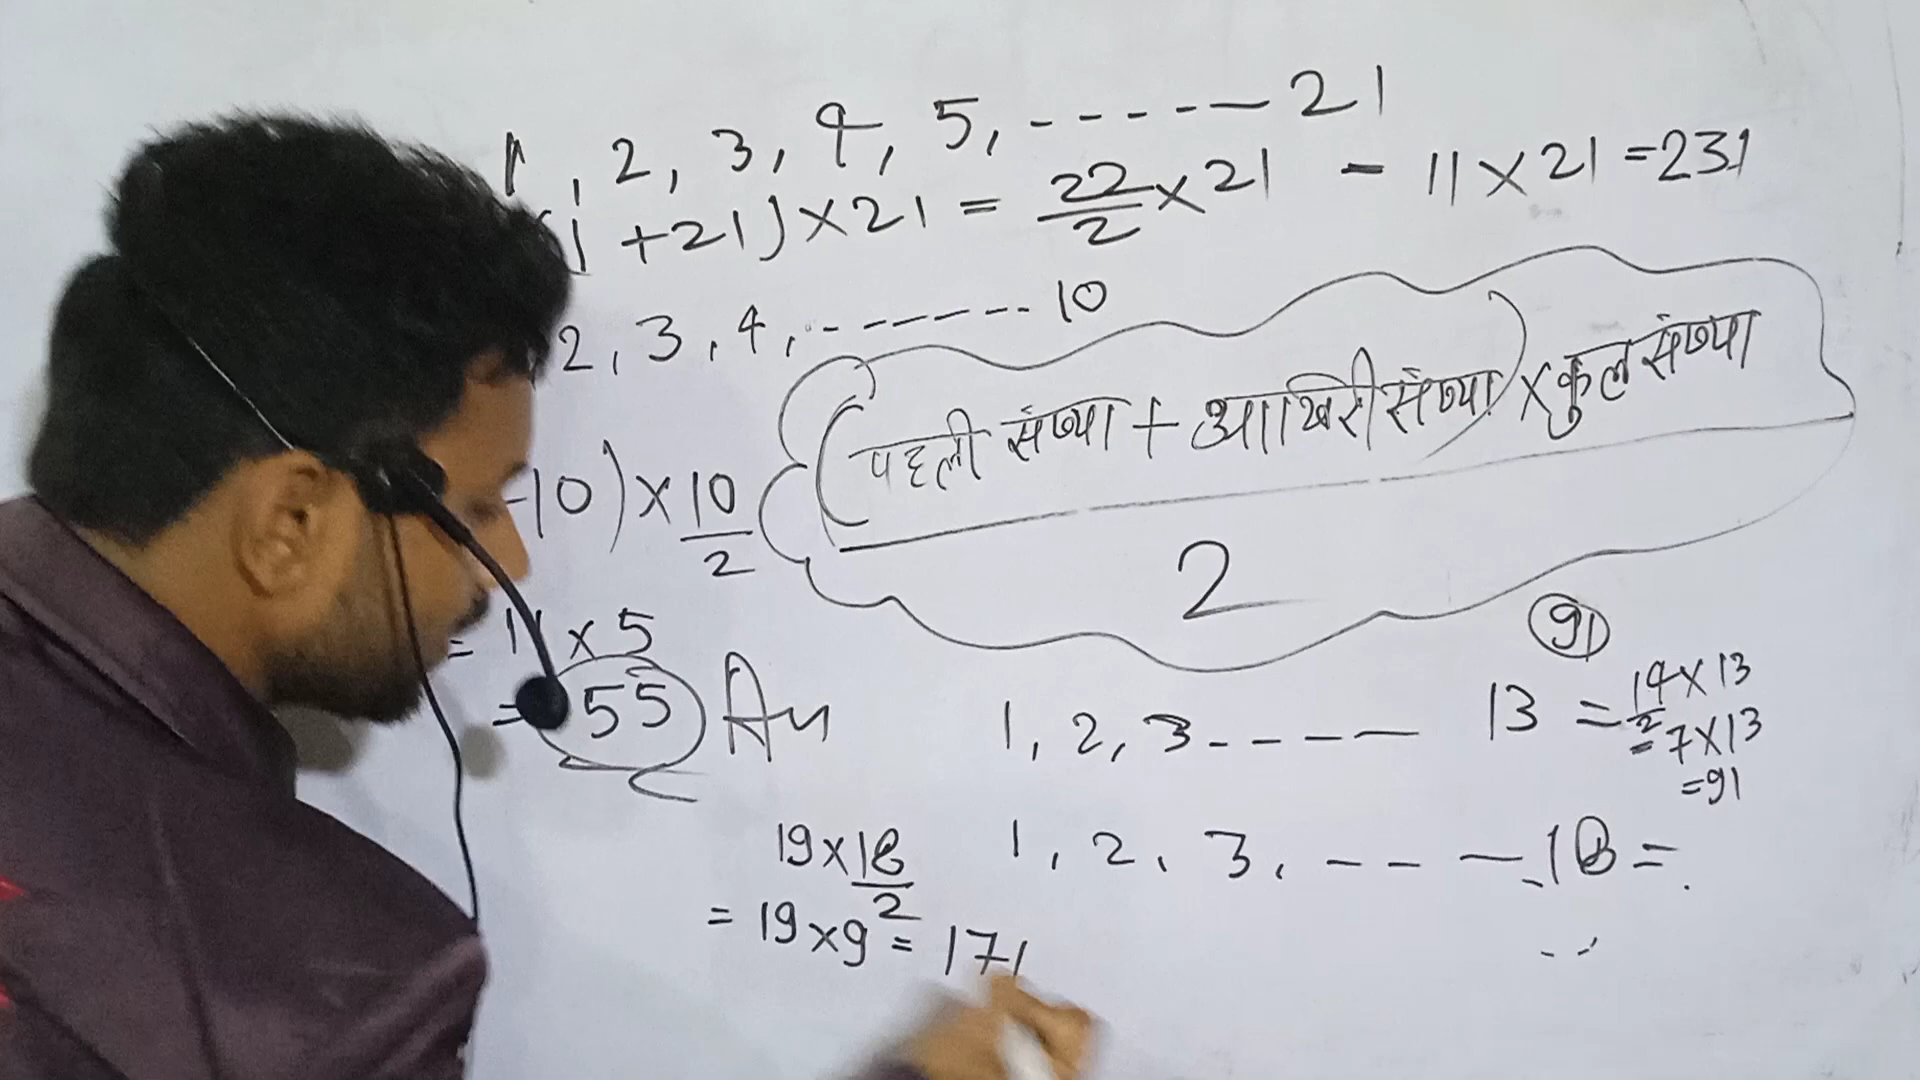 1, 2, 3, 4, 5, ------ 21
(1 + 21) × 21 = 22/2 × 21 - 11 × 21 = 231
2, 3, 4, ------- 10
(पहली संख्या + आखिरी संख्या) × कुल संख्या
2
10) × 10/2
= 11 × 5
= 55 Ans
91
1, 2, 3 ----- 13 = 14/2 × 13
= 7 × 13
= 91
1, 2, 3, ---- 18 =
19 × 18/2
= 19 × 9 = 171